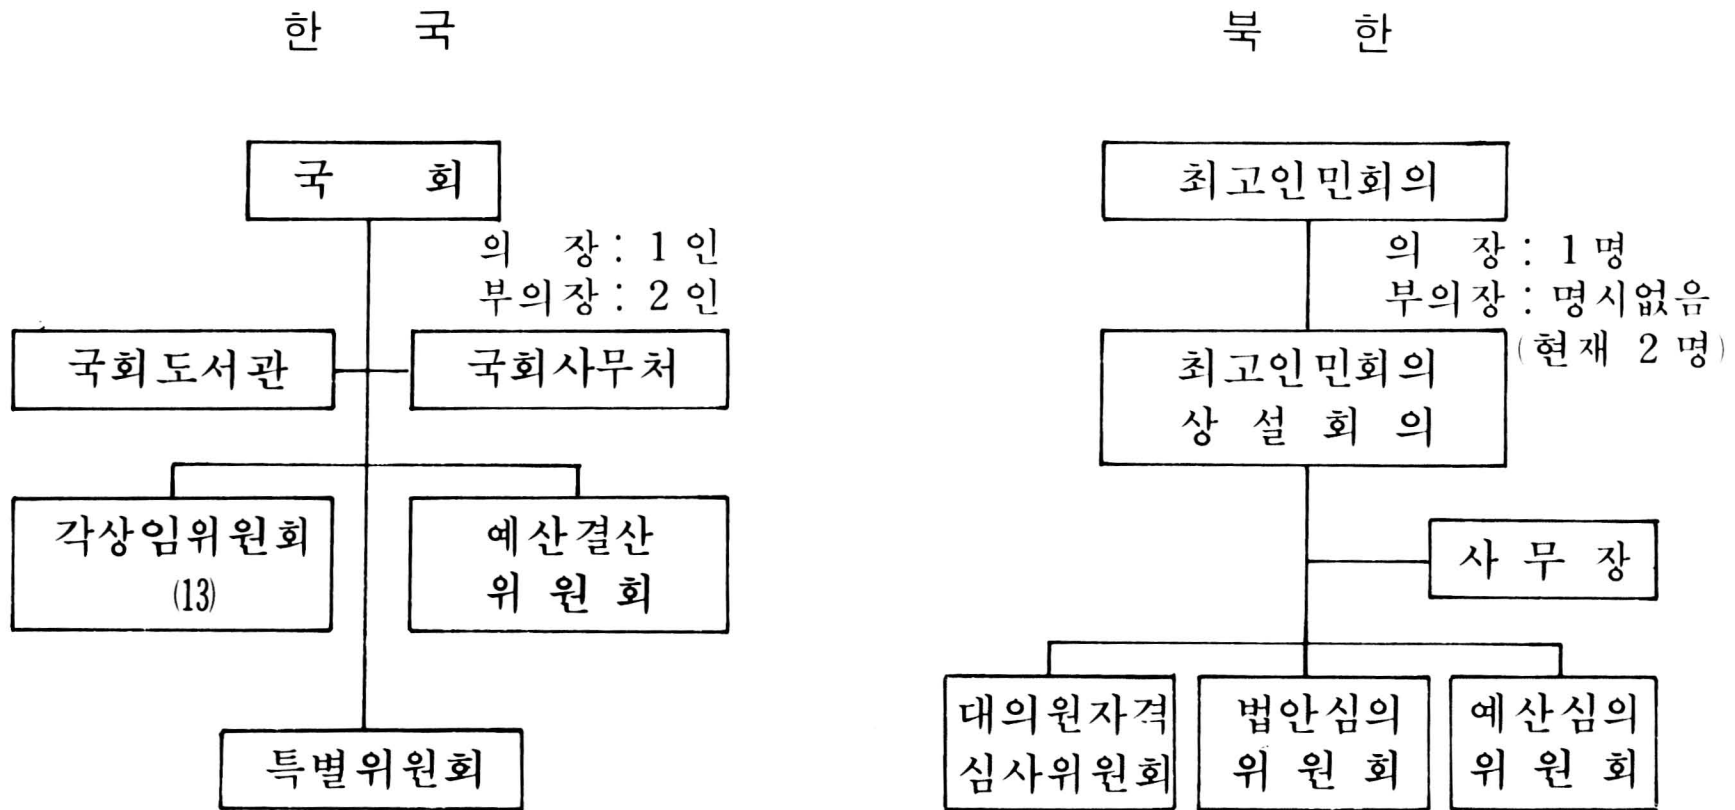 한 국
국 회
의 장 : 1 인
부의장 : 2 인
국회도서관
국회사무처
각상임위원회
(13)
예산결산
위 원 회
특별위원회
북 한
최고인민회의
의 장 : 1 명
부의장 : 명시없음
(현재 2 명)
최고인민회의
상 설 회 의
사 무 장
대의원자격
심사위원회
법안심의
위 원 회
예산심의
위 원 회